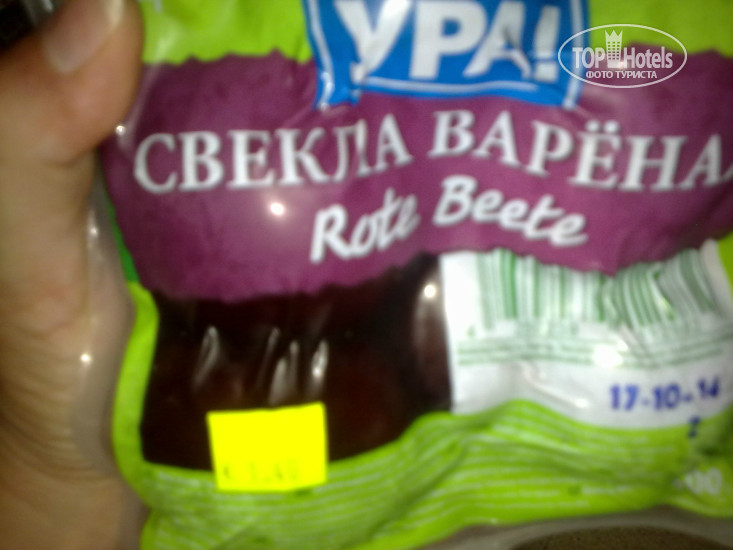 УРА!
TOP Hotels
ФОТО ТУРИСТА
СВЕКЛА ВАРЁНА
Rote Beete
17-10-14